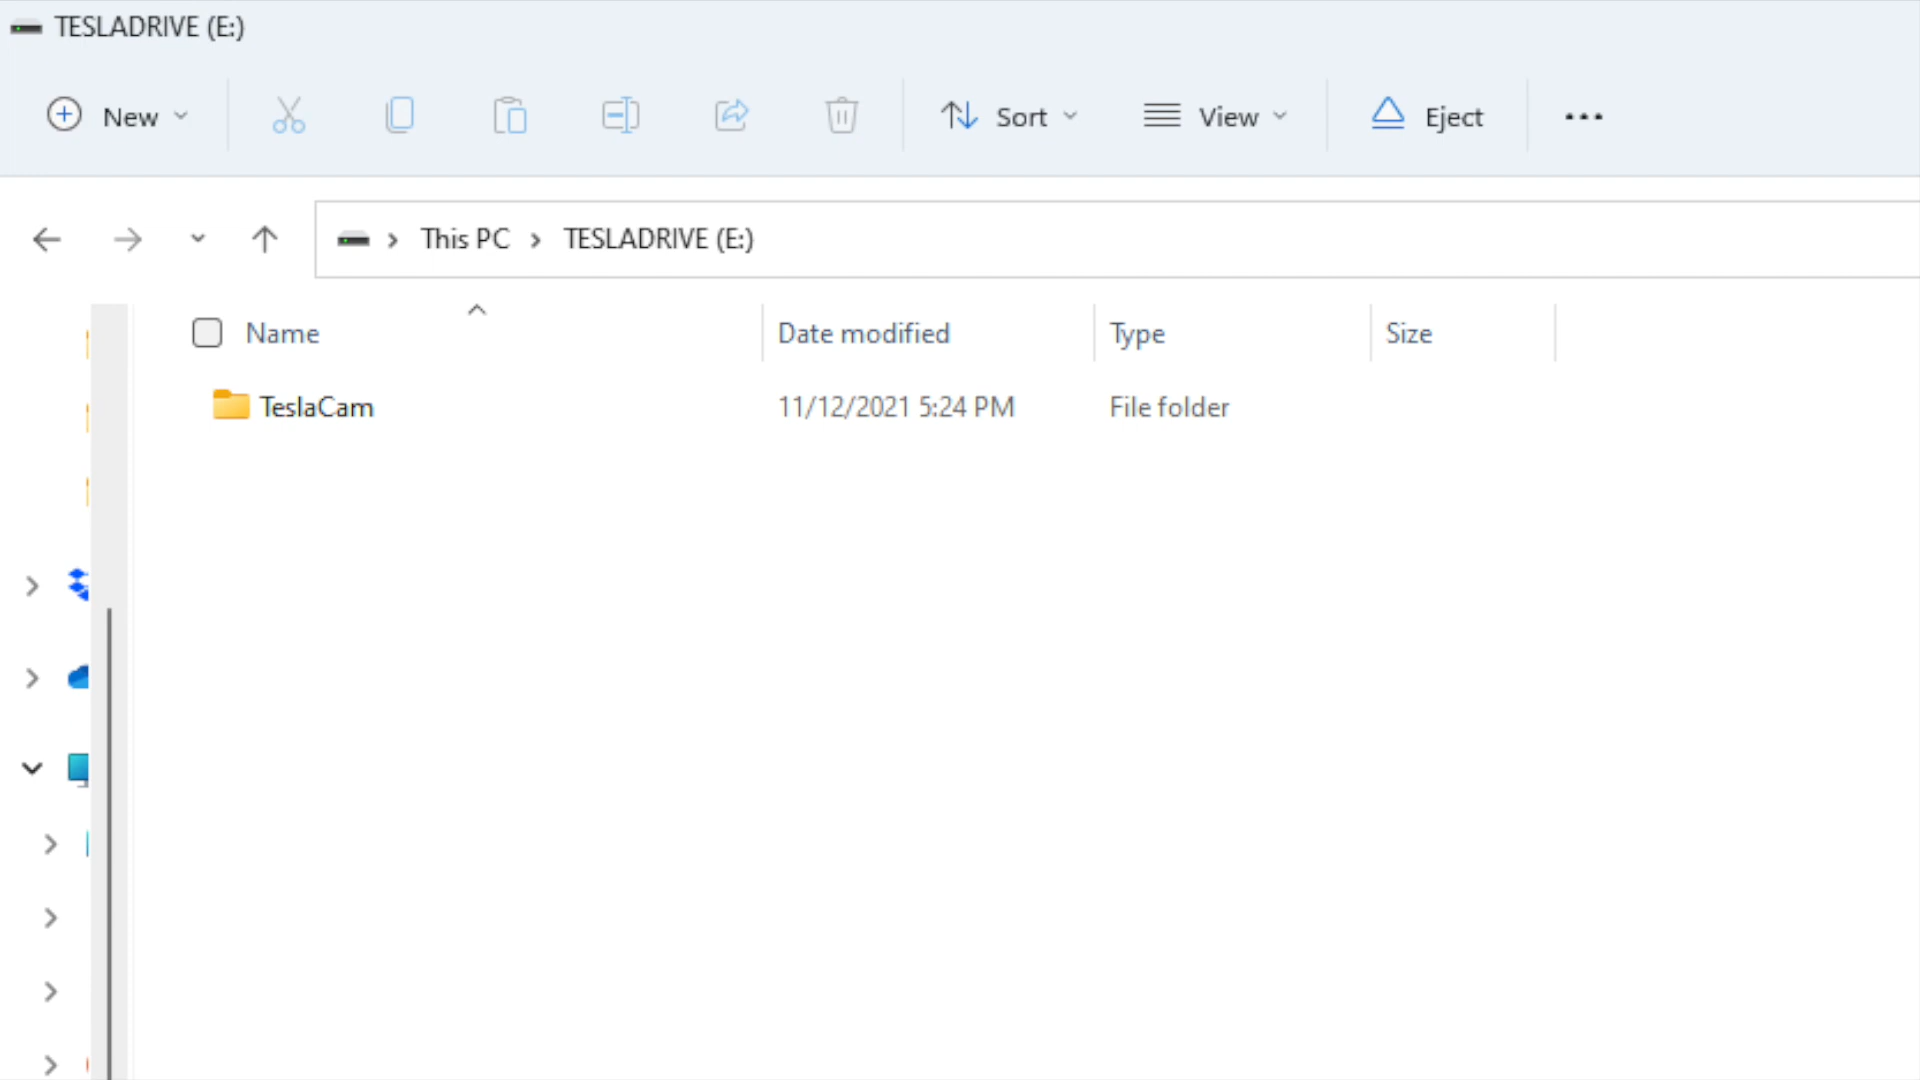 TESLADRIVE (E:)
New
Sort
View
Eject
This PC
TESLADRIVE (E:)
Name
Date modified
Type
Size
TeslaCam
11/12/2021 5:24 PM
File folder